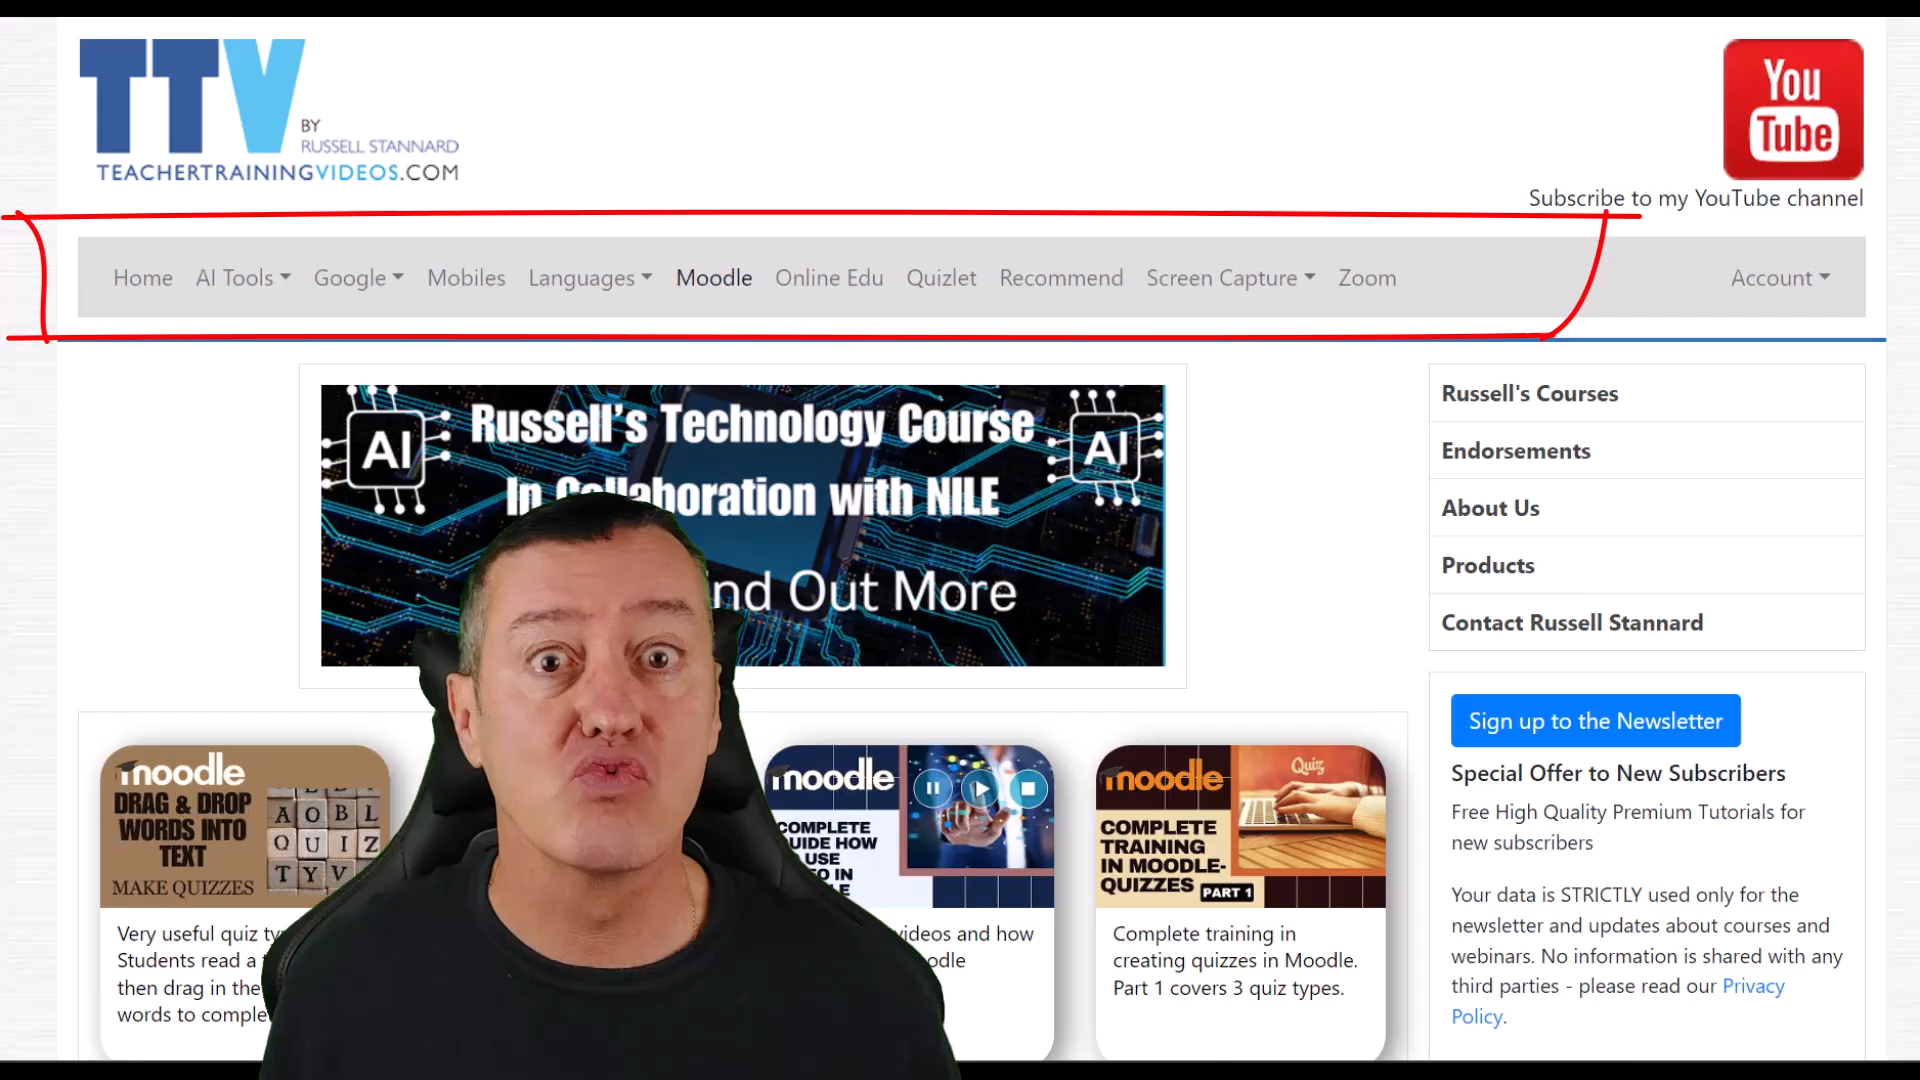 TTV
BY
RUSSELL STANNARD
TEACHERTRAININGVIDEOS.COM
You
Tube
Subscribe to my YouTube channel
Home AI Tools Google Mobiles Languages Moodle Online Edu Quizlet Recommend Screen Capture Zoom Account
AI Russell's Technology Course AI
In Collaboration with NILE
Out More
Russell's Courses
Endorsements
About Us
Products
Contact Russell Stannard
Sign up to the Newsletter
Special Offer to New Subscribers
Free High Quality Premium Tutorials for
new subscribers
Your data is STRICTLY used only for the
newsletter and updates about courses and
webinars. No information is shared with any
third parties - please read our Privacy
Policy.
moodle
DRAG & DROP
WORDS INTO
TEXT
MAKE QUIZZES
A O B L
Q U I Z
T Y V
Very useful quiz
Students read a
then drag in the
words to
moodle
COMPLETE
HOW
USE
IN
videos and how
moodle
Quiz
COMPLETE
TRAINING
IN MOODLE-
QUIZZES PART 1
Complete training in
creating quizzes in Moodle.
Part 1 covers 3 quiz types.